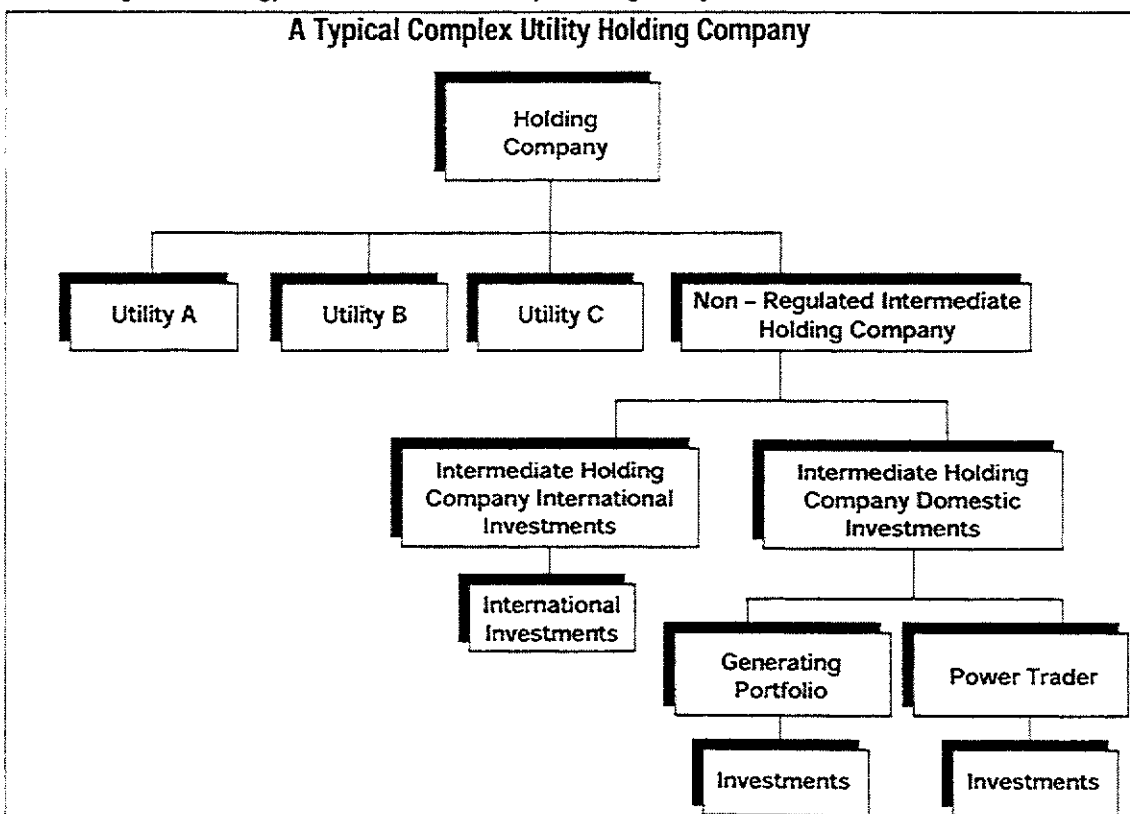 A Typical Complex Utility Holding Company
Holding
Company
Utility A
Utility B
Utility C
Non – Regulated Intermediate
Holding Company
Intermediate Holding
Company International
Investments
Intermediate Holding
Company Domestic
Investments
International
Investments
Generating
Portfolio
Power Trader
Investments
Investments